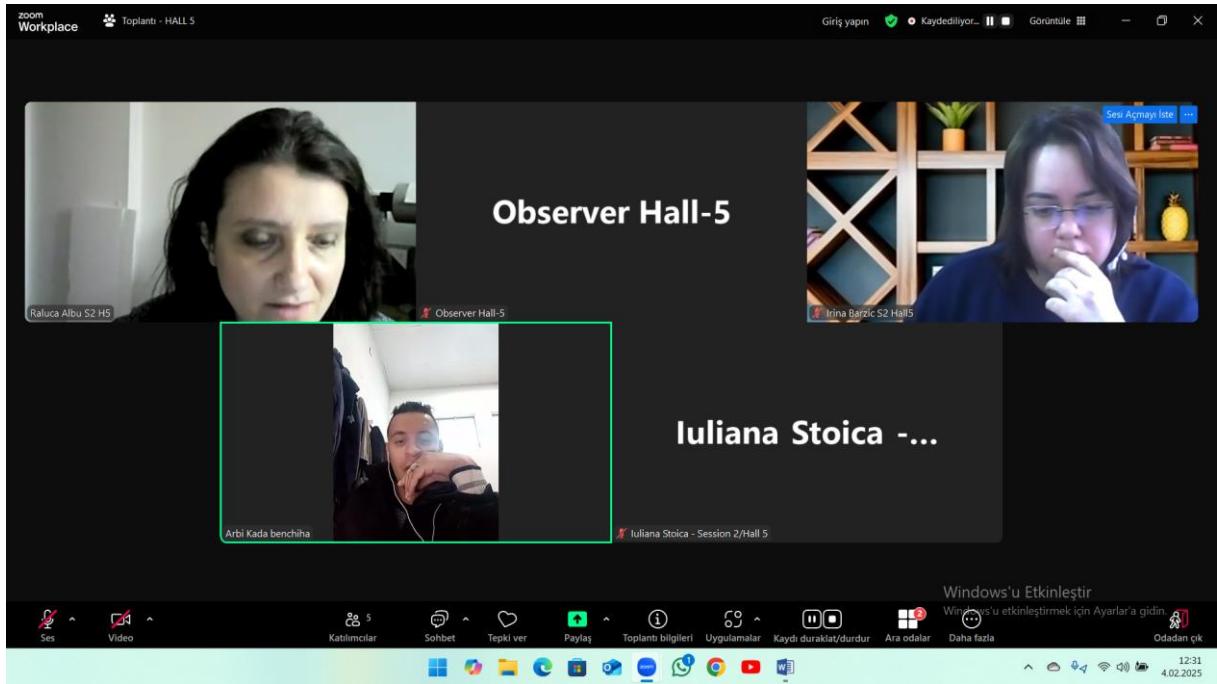 zoom
Workplace
Toplantı - HALL 5
Giriş yapın
Kaydediliyor...
Görüntüle
Sesi Açmayı İste
...
Observer Hall-5
Raluca Albu S2 H5
Observer Hall-5
Irina Barzic S2 Hall5
Iuliana Stoica -...
Arbi Kada benchiha
Iuliana Stoica - Session 2/Hall 5
Windows'u Etkinleştir
Windows'u etkinleştirmek için Ayarlar'a gidin.
5
2
Ses
Video
Katılımcılar
Sohbet
Tepki ver
Paylaş
Toplantı bilgileri
Uygulamalar
Kaydı duraklat/durdur
Ara odalar
Daha fazla
Odadan çık
1
12:31
4.02.2025